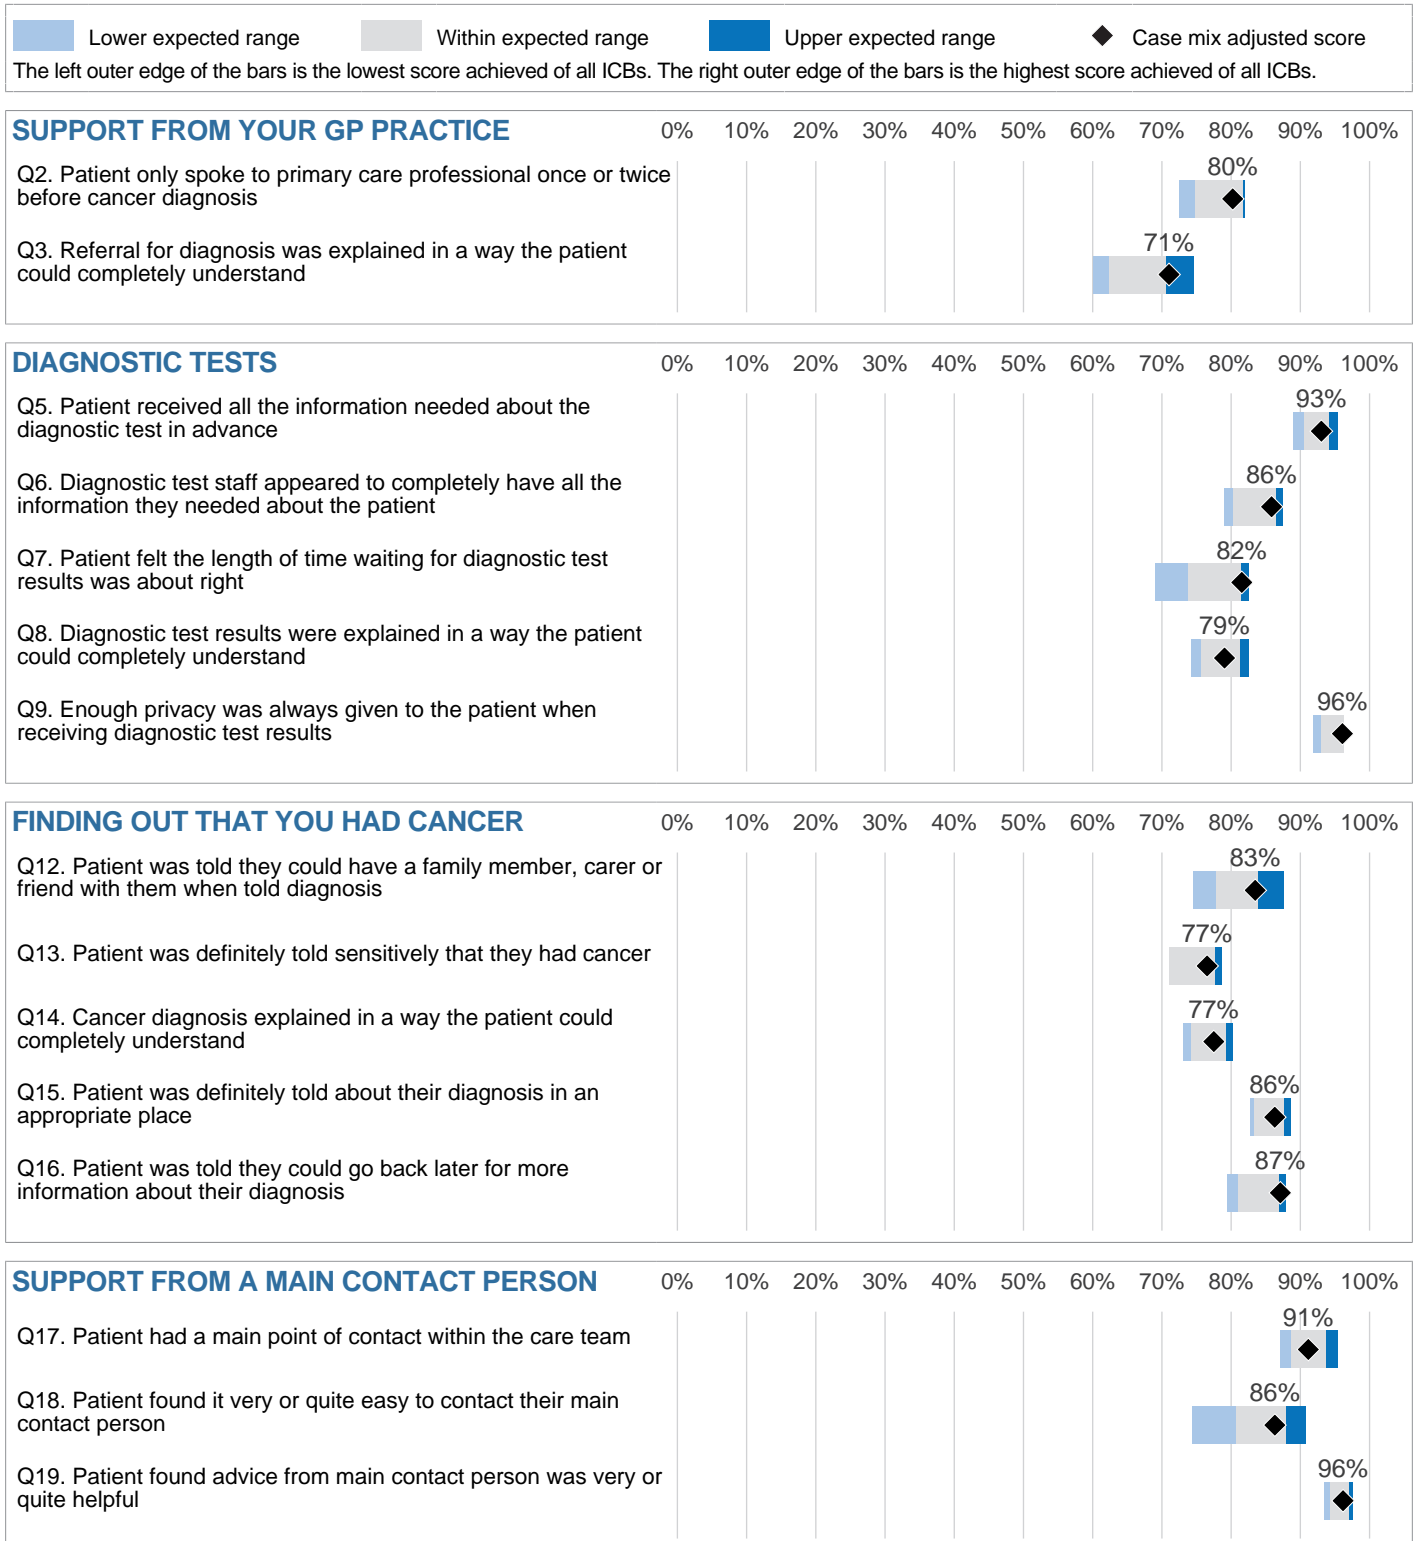 Lower expected range Within expected range Upper expected range Case mix adjusted score
The left outer edge of the bars is the lowest score achieved of all ICBs. The right outer edge of the bars is the highest score achieved of all ICBs.
SUPPORT FROM YOUR GP PRACTICE 0% 10% 20% 30% 40% 50% 60% 70% 80% 90% 100%
Q2. Patient only spoke to primary care professional once or twice
before cancer diagnosis
80%
Q3. Referral for diagnosis was explained in a way the patient
could completely understand
71%
DIAGNOSTIC TESTS 0% 10% 20% 30% 40% 50% 60% 70% 80% 90% 100%
Q5. Patient received all the information needed about the
diagnostic test in advance
93%
Q6. Diagnostic test staff appeared to completely have all the
information they needed about the patient
86%
Q7. Patient felt the length of time waiting for diagnostic test
results was about right
82%
Q8. Diagnostic test results were explained in a way the patient
could completely understand
79%
Q9. Enough privacy was always given to the patient when
receiving diagnostic test results
96%
FINDING OUT THAT YOU HAD CANCER 0% 10% 20% 30% 40% 50% 60% 70% 80% 90% 100%
Q12. Patient was told they could have a family member, carer or
friend with them when told diagnosis
83%
Q13. Patient was definitely told sensitively that they had cancer
77%
Q14. Cancer diagnosis explained in a way the patient could
completely understand
77%
Q15. Patient was definitely told about their diagnosis in an
appropriate place
86%
Q16. Patient was told they could go back later for more
information about their diagnosis
87%
SUPPORT FROM A MAIN CONTACT PERSON 0% 10% 20% 30% 40% 50% 60% 70% 80% 90% 100%
Q17. Patient had a main point of contact within the care team
91%
Q18. Patient found it very or quite easy to contact their main
contact person
86%
Q19. Patient found advice from main contact person was very or
quite helpful
96%